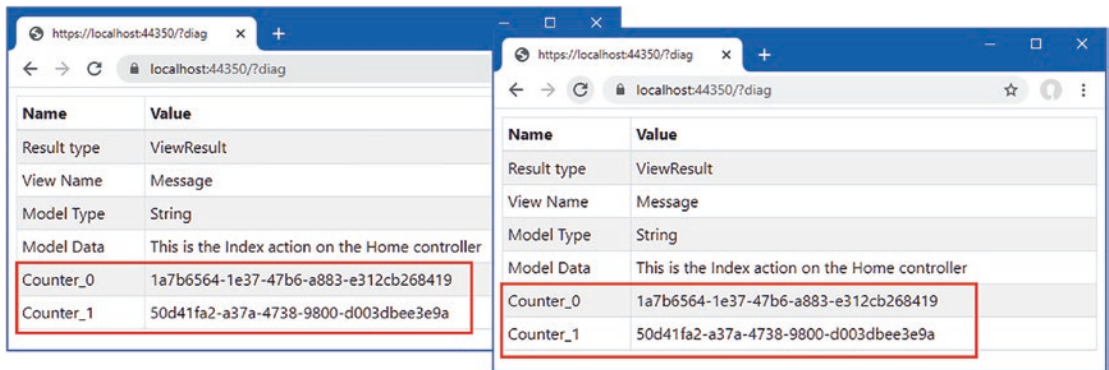 https://localhost:44350/?diag
localhost:44350/?diag
Name Value
Result type ViewResult
View Name Message
Model Type String
Model Data This is the Index action on the Home controller
Counter_0 1a7b6564-1e37-47b6-a883-e312cb268419
Counter_1 50d41fa2-a37a-4738-9800-d003dbee3e9a
https://localhost:44350/?diag
localhost:44350/?diag
Name Value
Result type ViewResult
View Name Message
Model Type String
Model Data This is the Index action on the Home controller
Counter_0 1a7b6564-1e37-47b6-a883-e312cb268419
Counter_1 50d41fa2-a37a-4738-9800-d003dbee3e9a